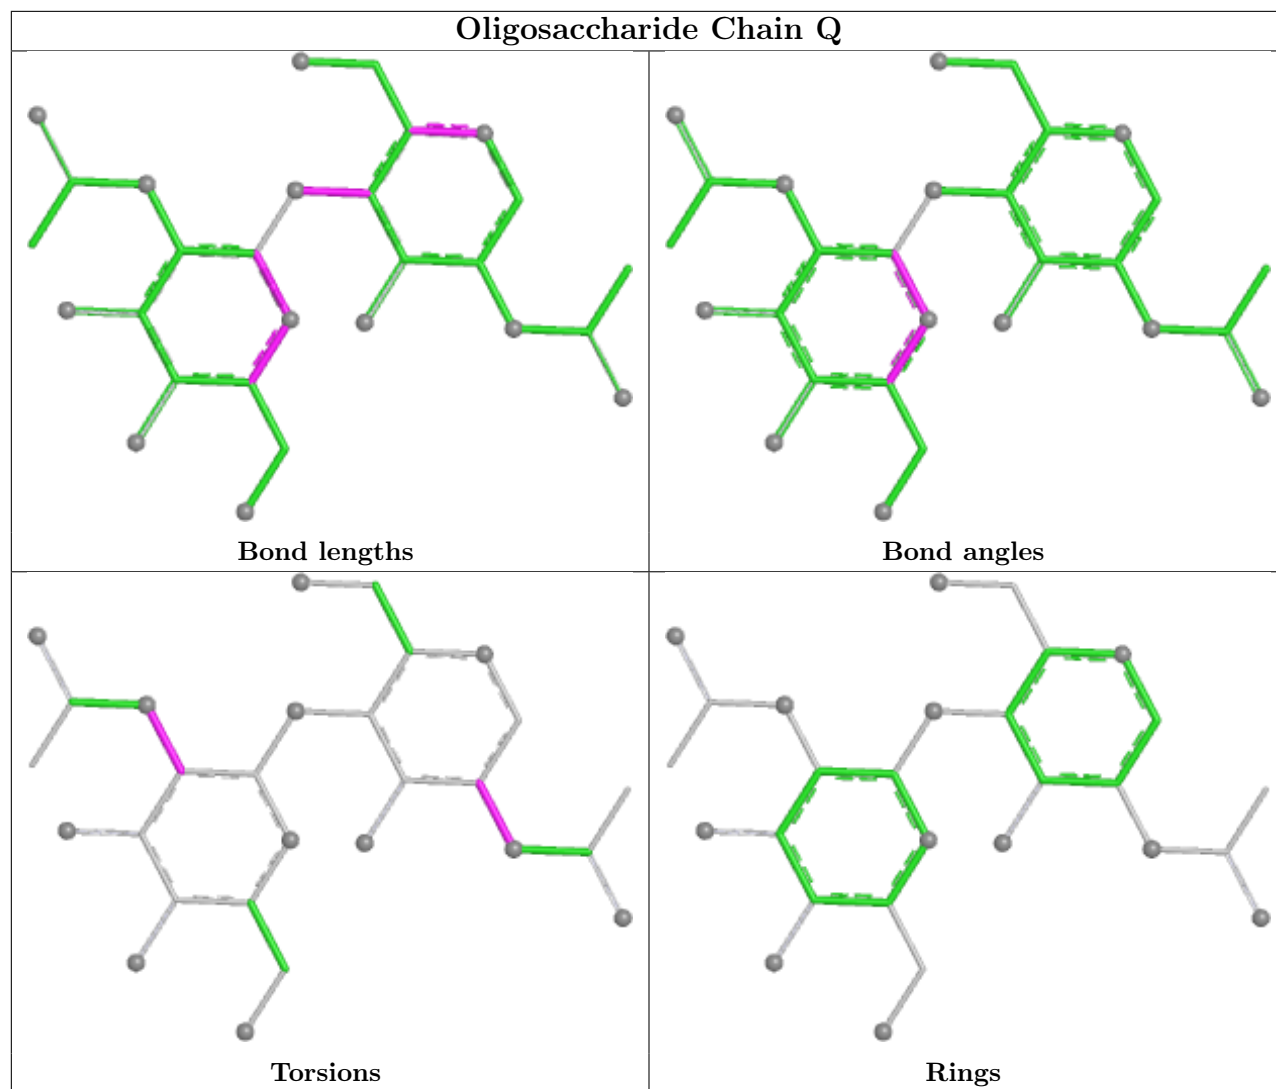 Oligosaccharide Chain Q
Bond lengths
Bond angles
Torsions
Rings